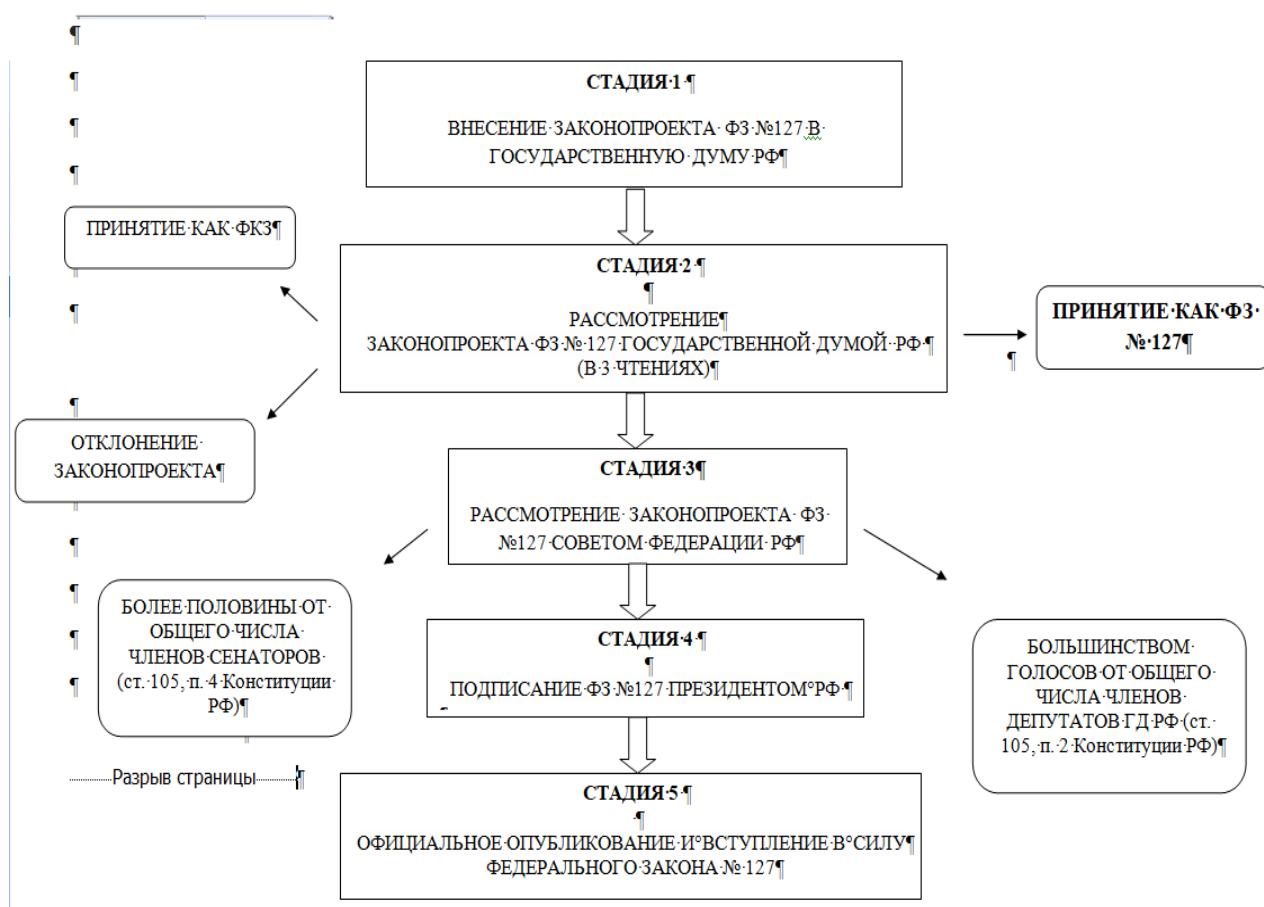 СТАДИЯ·1·¶
ВНЕСЕНИЕ·ЗАКОНОПРОЕКТА·ФЗ·№127·В·
ГОСУДАРСТВЕННУЮ·ДУМУ·РФ¶
ПРИНЯТИЕ·КАК·ФКЗ¶
СТАДИЯ·2·¶
¶
РАССМОТРЕНИЕ¶
ЗАКОНОПРОЕКТА·ФЗ·№·127·ГОСУДАРСТВЕННОЙ·ДУМОЙ··РФ·¶
(В·3·ЧТЕНИЯХ)¶
ПРИНЯТИЕ·КАК·ФЗ·
№·127¶
¶
ОТКЛОНЕНИЕ·
ЗАКОНОПРОЕКТА¶
СТАДИЯ·3¶
РАССМОТРЕНИЕ·ЗАКОНОПРОЕКТА·ФЗ·
№127·СОВЕТОМ·ФЕДЕРАЦИИ·РФ¶
БОЛЕЕ·ПОЛОВИНЫ·ОТ·
ОБЩЕГО·ЧИСЛА·
ЧЛЕНОВ·СЕНАТОРОВ·
(ст.·105,·п.·4·Конституции·
РФ)¶
СТАДИЯ·4·¶
¶
ПОДПИСАНИЕ·ФЗ·№127·ПРЕЗИДЕНТОМ°РФ·¶
БОЛЬШИНСТВОМ·
ГОЛОСОВ·ОТ·ОБЩЕГО·
ЧИСЛА·ЧЛЕНОВ·
ДЕПУТАТОВ·ГД·РФ·(ст.·
105,·п.·2·Конституции·РФ)¶
Разрыв страницы¶
СТАДИЯ·5·¶
·¶
ОФИЦИАЛЬНОЕ·ОПУБЛИКОВАНИЕ·И°ВСТУПЛЕНИЕ·В°СИЛУ¶
ФЕДЕРАЛЬНОГО·ЗАКОНА·№·127¶